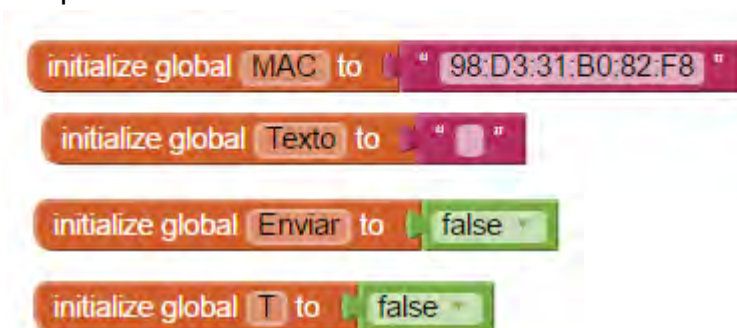 initialize global MAC to " 98:D3:31:B0:82:F8 "
initialize global Texto to " "
initialize global Enviar to false
initialize global T to false